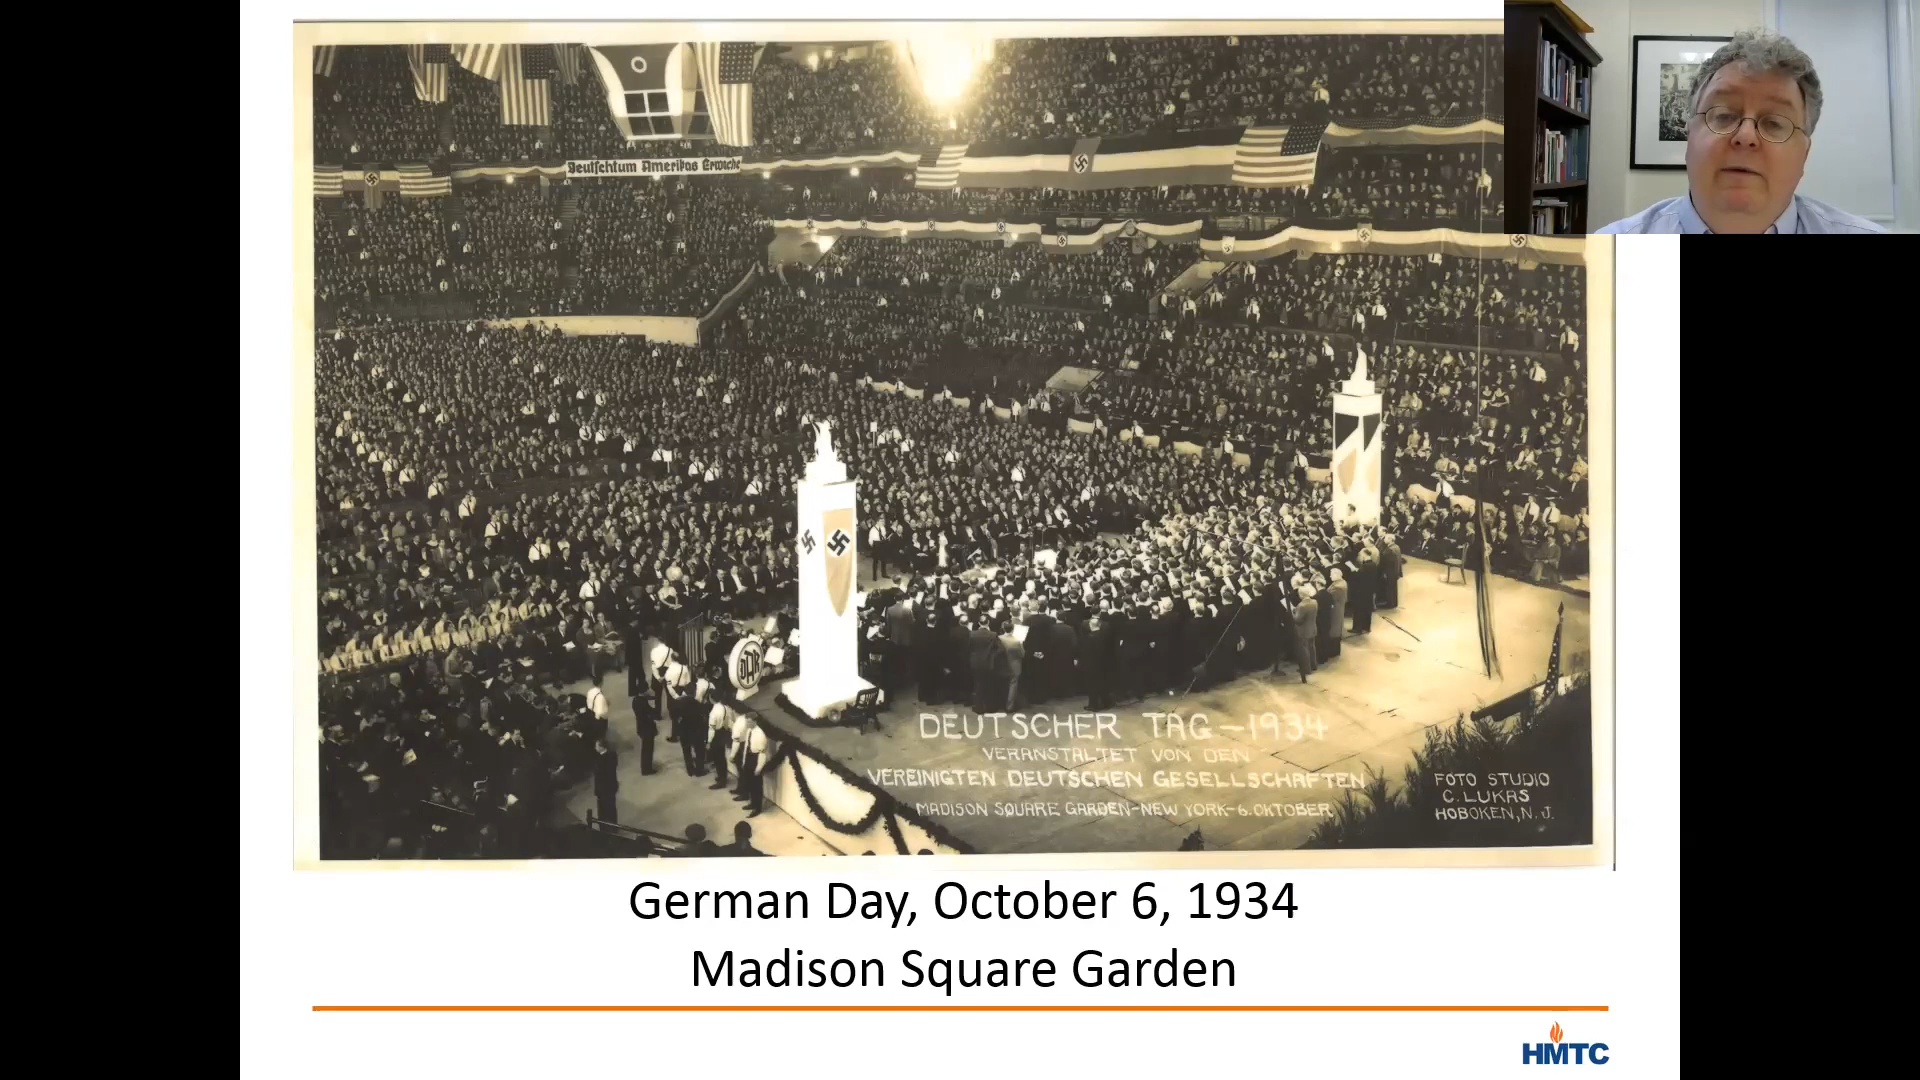 Deutschtum Amerikas Erwache
DAB
DEUTSCHER TAG-1934
VERANSTALTET VON DEN
VEREINIGTEN DEUTSCHEN GESELLSCHAFTEN
MADISON SQUARE GARDEN-NEW YORK-6.OKTOBER
FOTO STUDIO
C. LUKAS
HOBOKEN, N. J.
German Day, October 6, 1934
Madison Square Garden
HMTC